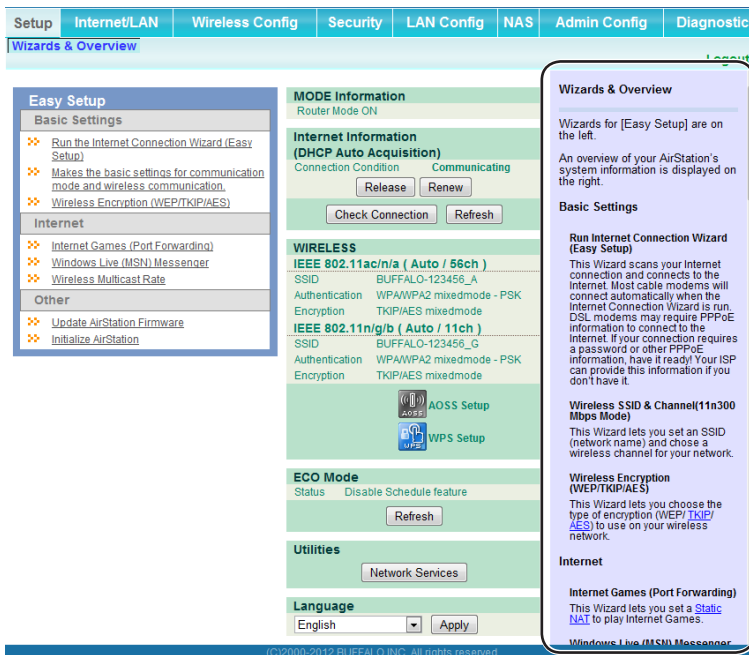 Setup Internet/LAN Wireless Config Security LAN Config NAS Admin Config Diagnostic
Wizards & Overview
Logout
Easy Setup
Basic Settings
Run the Internet Connection Wizard (Easy
Setup)
Makes the basic settings for communication
mode and wireless communication.
Wireless Encryption (WEP/TKIP/AES)
Internet
Internet Games (Port Forwarding)
Windows Live (MSN) Messenger
Wireless Multicast Rate
Other
Update AirStation Firmware
Initialize AirStation
MODE Information
Router Mode ON
Internet Information
(DHCP Auto Acquisition)
Connection Condition Communicating
Release Renew
Check Connection Refresh
WIRELESS
IEEE 802.11ac/n/a ( Auto / 56ch )
SSID BUFFALO-123456_A
Authentication WPA/WPA2 mixedmode - PSK
Encryption TKIP/AES mixedmode
IEEE 802.11n/g/b ( Auto / 11ch )
SSID BUFFALO-123456_G
Authentication WPA/WPA2 mixedmode - PSK
Encryption TKIP/AES mixedmode
AOSS AOSS Setup
WPS WPS Setup
ECO Mode
Status Disable Schedule feature
Refresh
Utilities
Network Services
Language
English Apply
Wizards & Overview
Wizards for [Easy Setup] are on
the left.
An overview of your AirStation's
system information is displayed on
the right.
Basic Settings
Run Internet Connection Wizard
(Easy Setup)
This Wizard scans your Internet
connection and connects to the
Internet. Most cable modems will
connect automatically when the
Internet Connection Wizard is run.
DSL modems may require PPPoE
information to connect to the
Internet. If your connection requires
a password or other PPPoE
information, have it ready! Your ISP
can provide this information if you
don't have it.
Wireless SSID & Channel(11n300
Mbps Mode)
This Wizard lets you set an SSID
(network name) and chose a
wireless channel for your network.
Wireless Encryption
(WEP/TKIP/AES)
This Wizard lets you choose the
type of encryption (WEP/ TKIP/
AES) to use on your wireless
network.
Internet
Internet Games (Port Forwarding)
This Wizard lets you set a Static
NAT to play Internet Games.
Windows Live (MSN) Messenger
(C)2000-2012 BUFFALO INC. All rights reserved.